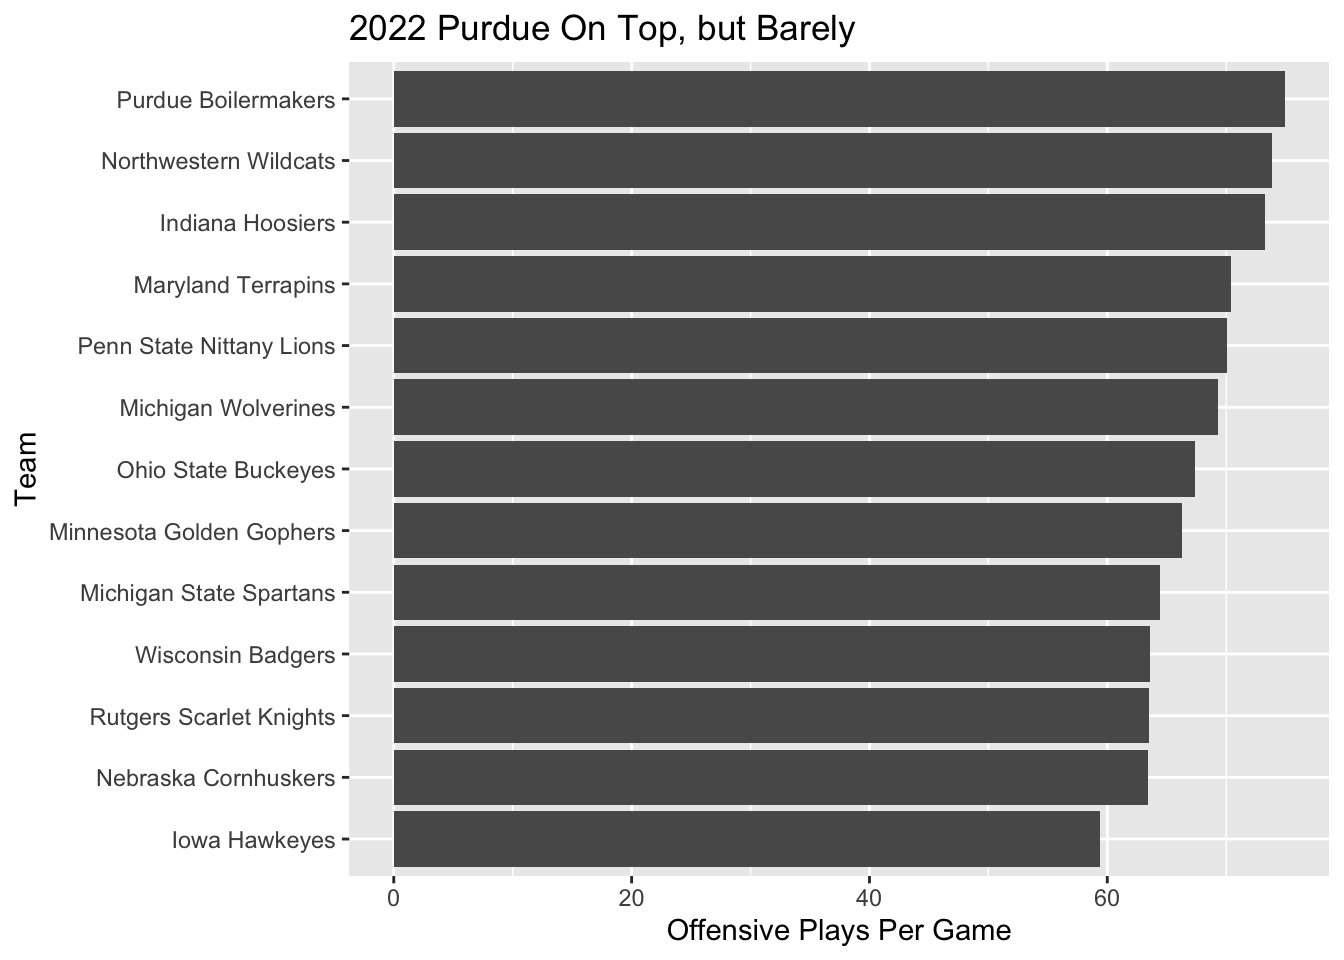 2022 Purdue On Top, but Barely
Purdue Boilermakers
Northwestern Wildcats
Indiana Hoosiers
Maryland Terrapins
Penn State Nittany Lions
Michigan Wolverines
Ohio State Buckeyes
Minnesota Golden Gophers
Michigan State Spartans
Wisconsin Badgers
Rutgers Scarlet Knights
Nebraska Cornhuskers
Iowa Hawkeyes
Team
0 20 40 60
Offensive Plays Per Game